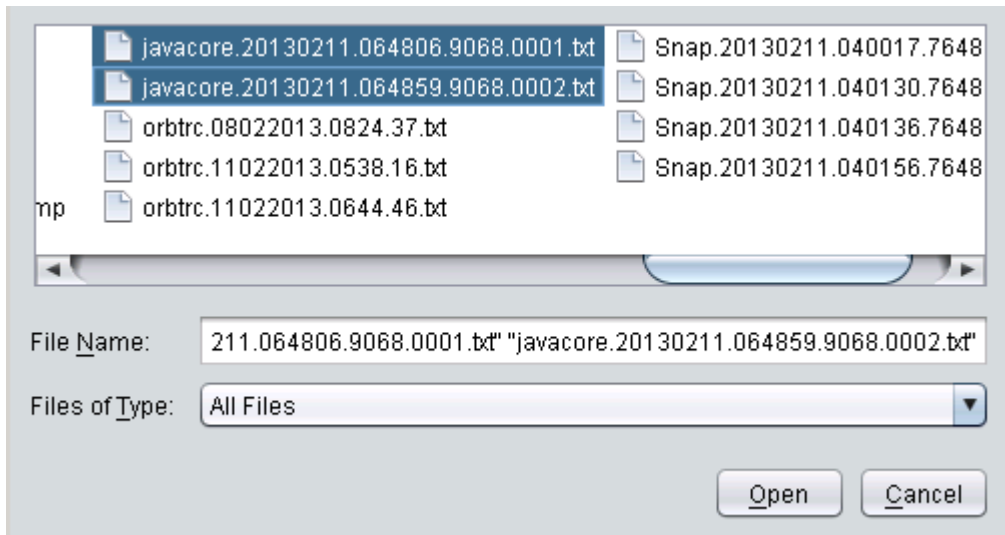 javacore.20130211.064806.9068.0001.txt
javacore.20130211.064859.9068.0002.txt
orbtrc.08022013.0824.37.txt
orbtrc.11022013.0538.16.txt
mp orbtrc.11022013.0644.46.txt
Snap.20130211.040017.7648
Snap.20130211.040130.7648
Snap.20130211.040136.7648
Snap.20130211.040156.7648
File Name: 211.064806.9068.0001.txt" "javacore.20130211.064859.9068.0002.txt"
Files of Type: All Files
Open Cancel